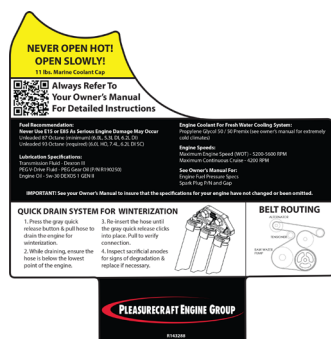 NEVER OPEN HOT!
OPEN SLOWLY!
11 lbs. Marine Coolant Cap
Always Refer To
Your Owner's Manual
For Detailed Instructions
Fuel Recommendation:
Never Use E15 or E85 As Serious Engine Damage May Occur
Unleaded 87 Octane (minimum) (6.0L, 5.3L DI, 6.2L DI)
Unleaded 93 Octane (required) (6.0L HO, 7.4L, 6.2L DI SC)
Lubrication Specifications:
Transmission Fluid - Dexron III
PEG V-Drive Fluid - PEG Gear Oil (P/N R190250)
Engine Oil - 5w-30 DEXOS 1 GEN II
Engine Coolant For Fresh Water Cooling System:
Propylene Glycol 50 / 50 Premix (see owner's manual for extremely
cold climates)
Engine Speeds:
Maximum Engine Speed (WOT) - 5200-5600 RPM
Maximum Continuous Cruise - 4200 RPM
See Owner's Manual For:
Engine Fuel Pressure Specs
Spark Plug P/N and Gap
IMPORTANT! See your Owner's Manual to insure that the specifications for your engine have not changed or been omitted.
QUICK DRAIN SYSTEM FOR WINTERIZATION
1. Press the gray quick
release button & pull hose to
drain the engine for
winterization.
2. While draining, ensure the
hose is below the lowest
point of the engine.
3. Re-insert the hose until
the gray quick release clicks
into place. Pull to verify
connection.
4. Inspect sacrificial anodes
for signs of degradation &
replace if necessary.
BELT ROUTING
ALTERNATOR
TENSIONER
RAW WATER
PUMP
PLEASURECRAFT ENGINE GROUP
R143288